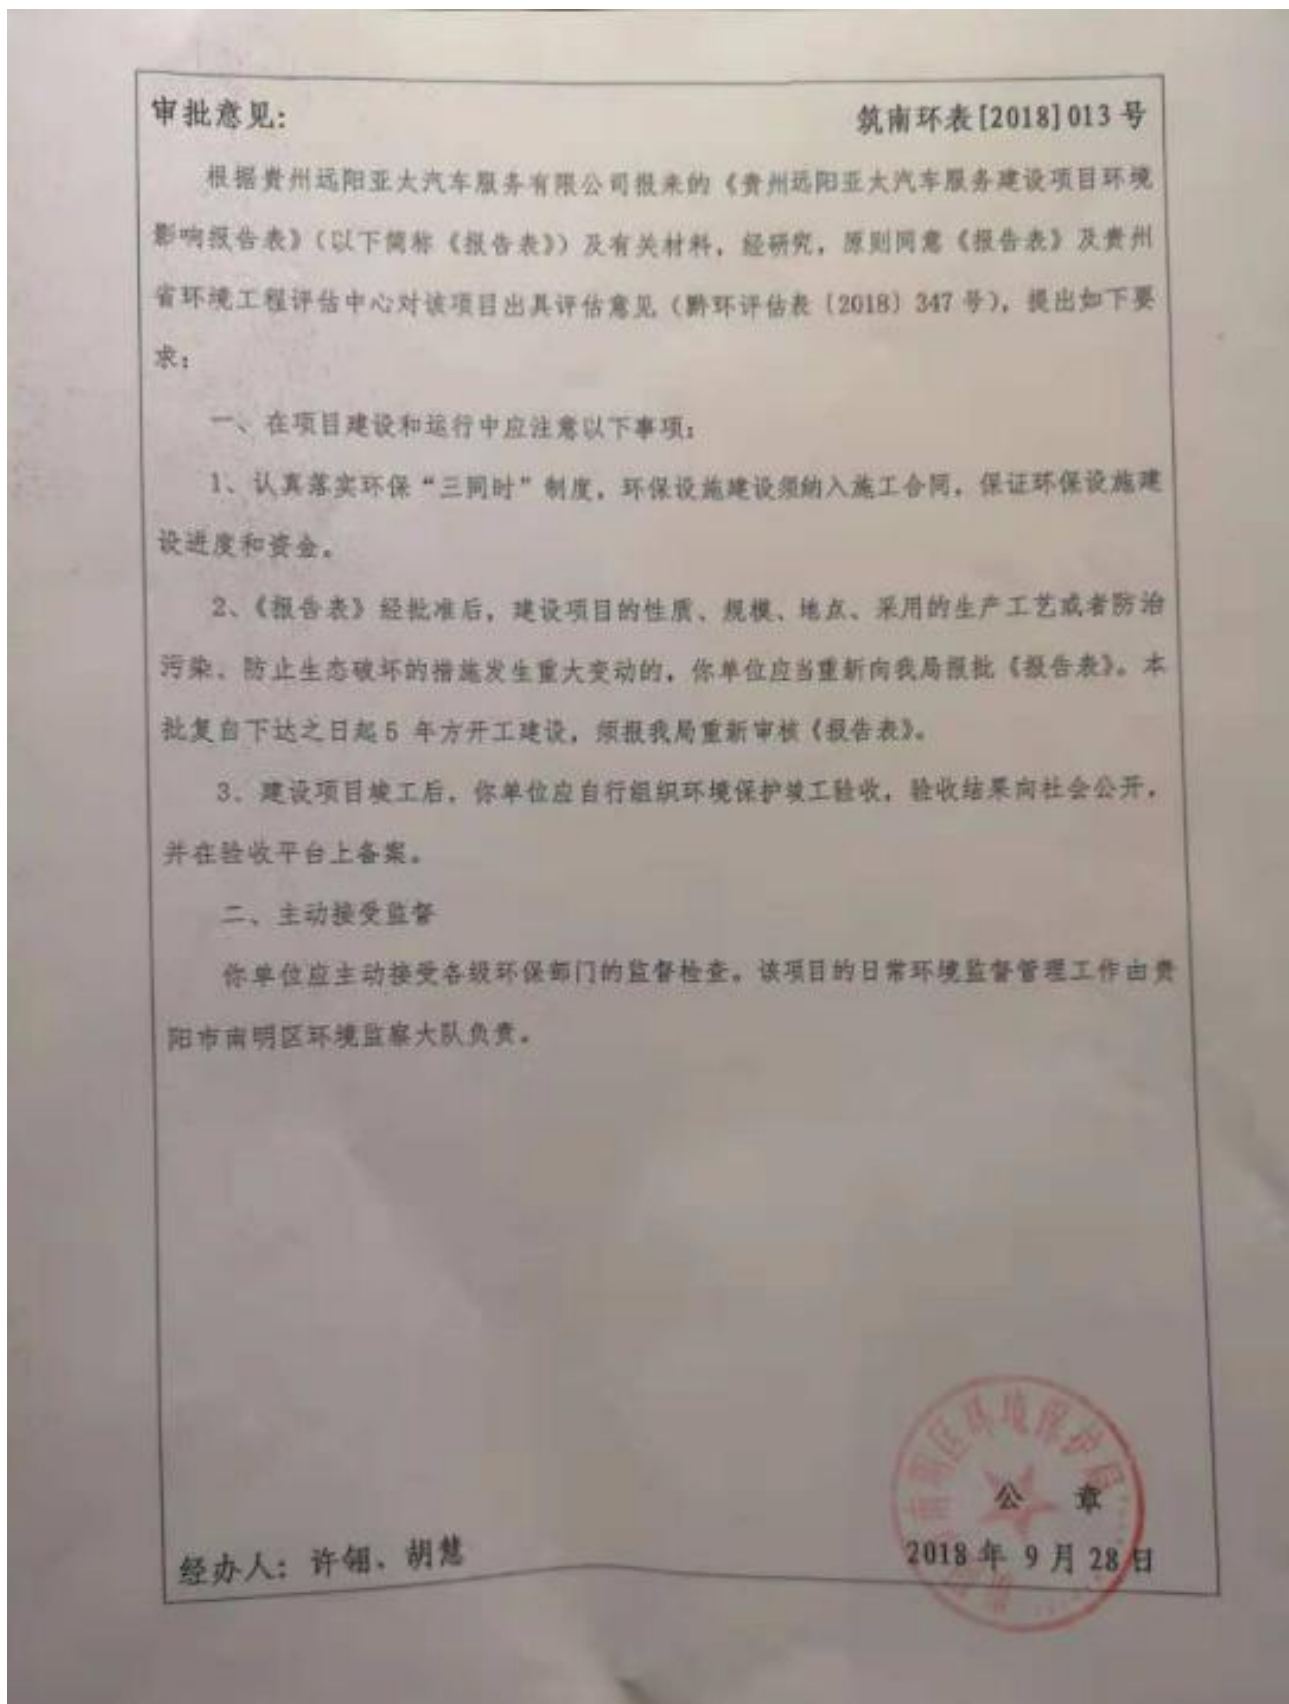 审批意见：
筑南环表[2018]013号
根据贵州远阳亚太汽车服务有限公司报来的《贵州远阳亚太汽车服务建设项目环境
影响报告表》（以下简称《报告表》）及有关材料，经研究，原则同意《报告表》及贵州
省环境工程评估中心对该项目出具评估意见（黔环评估表〔2018〕347号），提出如下要
求：
一、在项目建设和运行中应注意以下事项：
1、认真落实环保“三同时”制度，环保设施建设须纳入施工合同，保证环保设施建
设进度和资金。
2、《报告表》经批准后，建设项目的性质、规模、地点、采用的生产工艺或者防治
污染、防止生态破坏的措施发生重大变动的，你单位应当重新向我局报批《报告表》。本
批复自下达之日起5 年方开工建设，须报我局重新审核《报告表》。
3、建设项目竣工后，你单位应自行组织环境保护竣工验收，验收结果向社会公开，
并在验收平台上备案。
二、主动接受监督
你单位应主动接受各级环保部门的监督检查。该项目的日常环境监督管理工作由贵
阳市南明区环境监察大队负责。
南明区环境保护局
公 章
经办人：许翎、胡慧
2018年 9月 28日